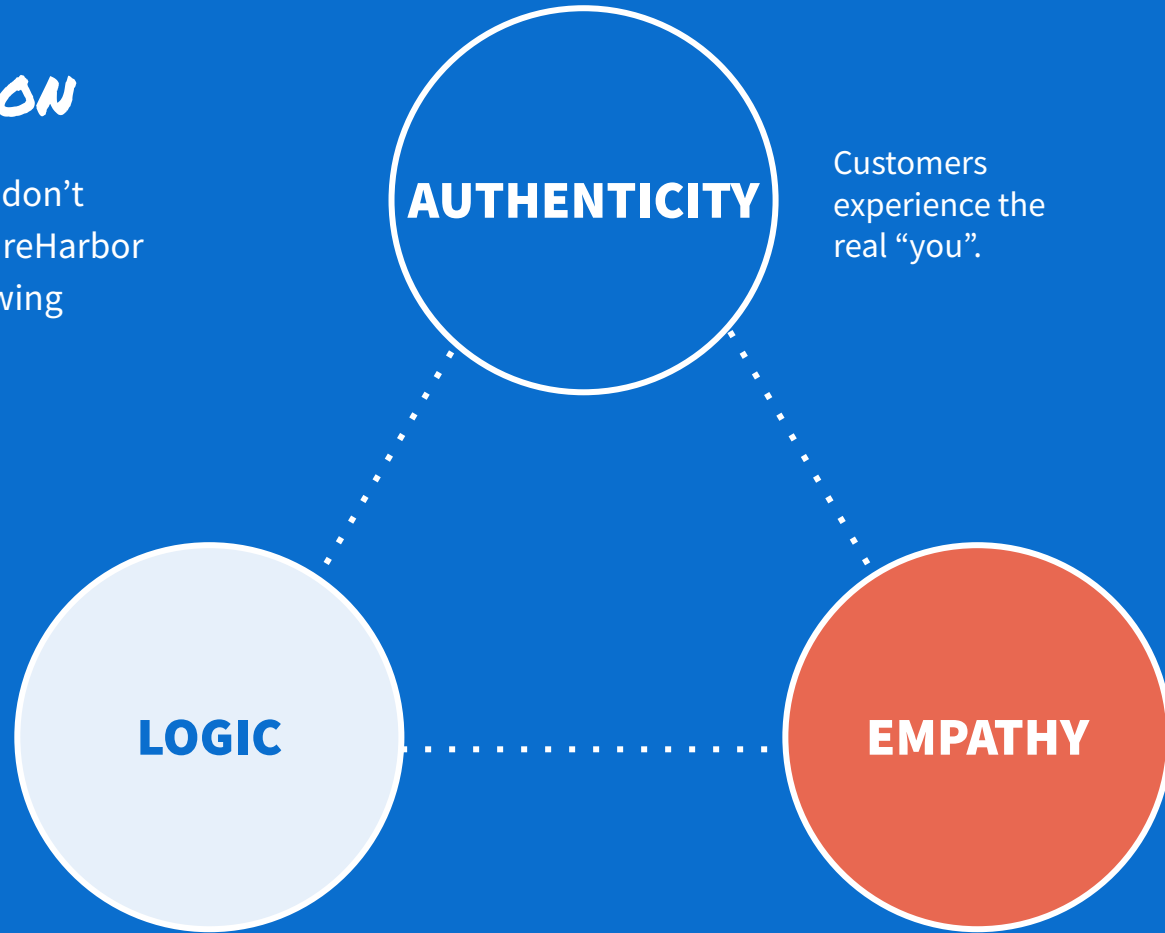 ON
don’t
reHarbor
wing
AUTHENTICITY
Customers
experience the
real “you”.
LOGIC
EMPATHY